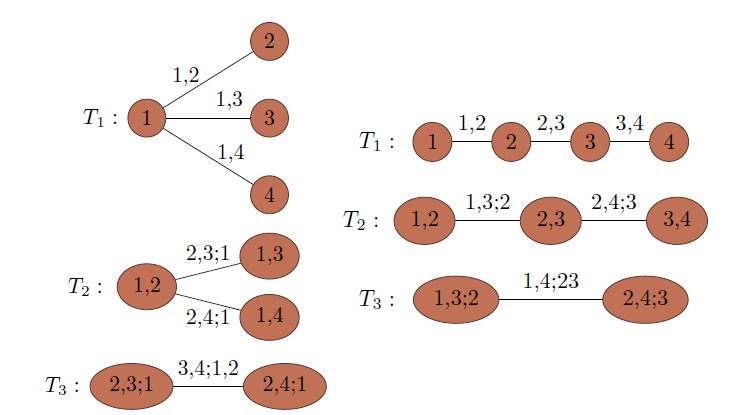 2
1,2
1,3
T₁ : 1 3
1,4
4
2,3;1 1,3
T₂ : 1,2
2,4;1 1,4
3,4;1,2
T₃ : 2,3;1 2,4;1
1,2 2,3 3,4
T₁ : 1 2 3 4
1,3;2 2,4;3
T₂ : 1,2 2,3 3,4
1,4;23
T₃ : 1,3;2 2,4;3